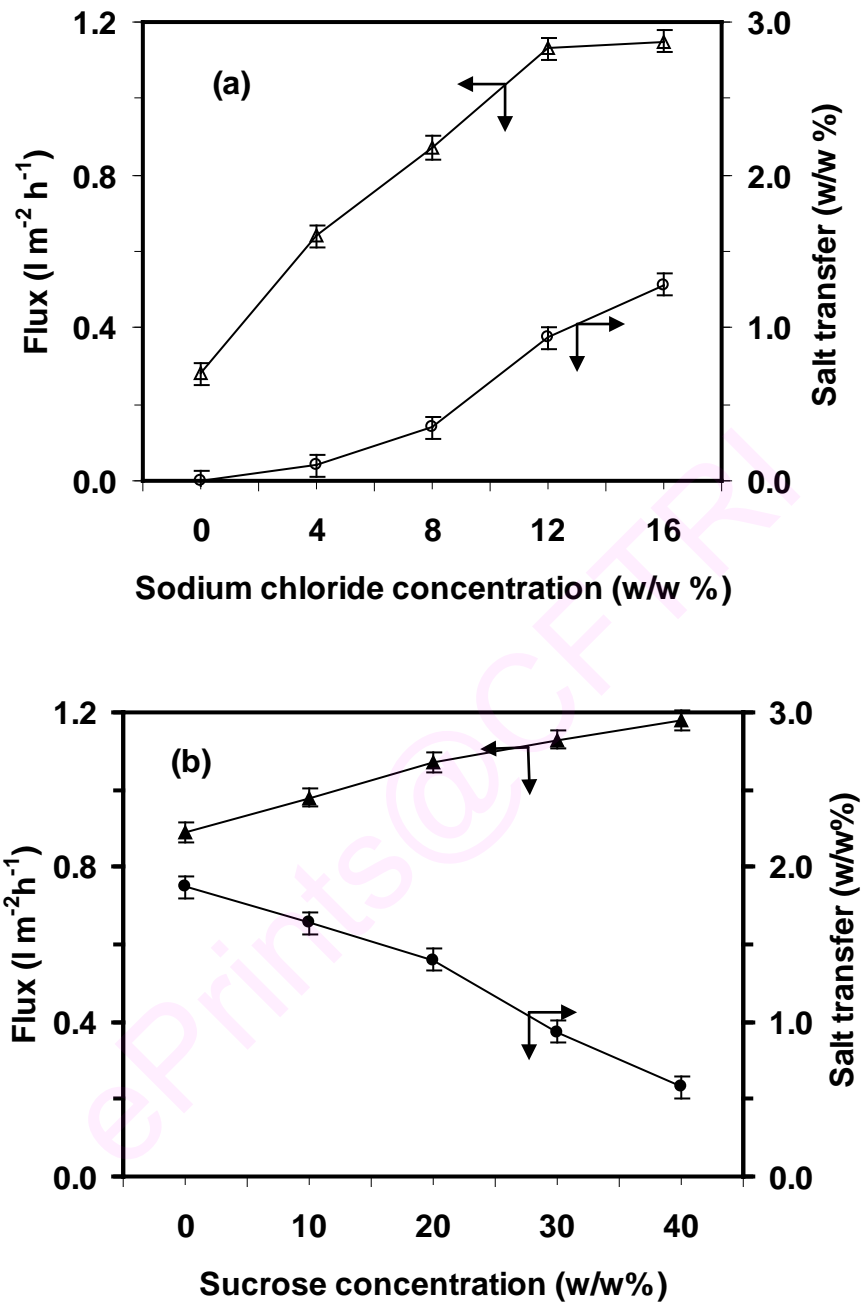 (a)
1.2
0.8
0.4
0.0
Flux (l m-2 h-1)
3.0
2.0
1.0
0.0
Salt transfer (w/w %)
0 4 8 12 16
Sodium chloride concentration (w/w %)
(b)
1.2
0.8
0.4
0.0
Flux (l m-2h-1)
3.0
2.0
1.0
0.0
Salt transfer (w/w%)
0 10 20 30 40
Sucrose concentration (w/w%)
ePrints@CFTRI